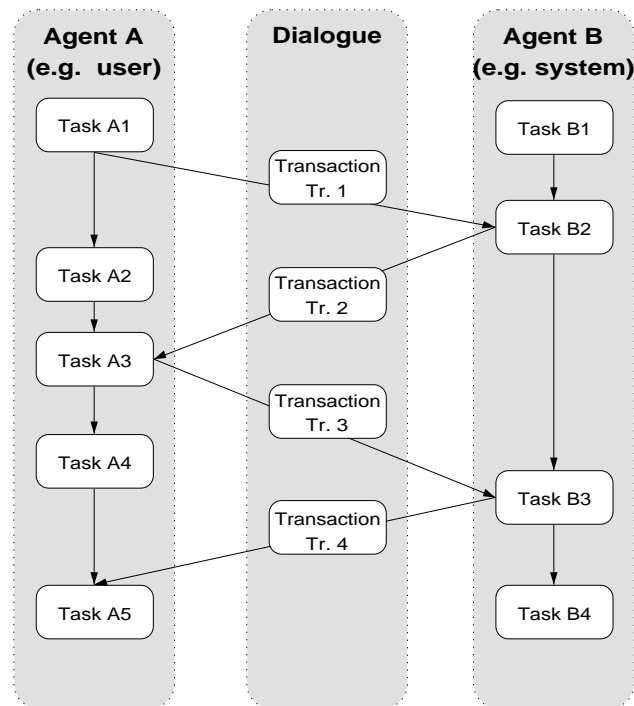 Agent A
(e.g. user)
Dialogue
Agent B
(e.g. system)
Task A1
Task B1
Transaction
Tr. 1
Task B2
Task A2
Transaction
Tr. 2
Task A3
Transaction
Tr. 3
Task A4
Task B3
Transaction
Tr. 4
Task A5
Task B4